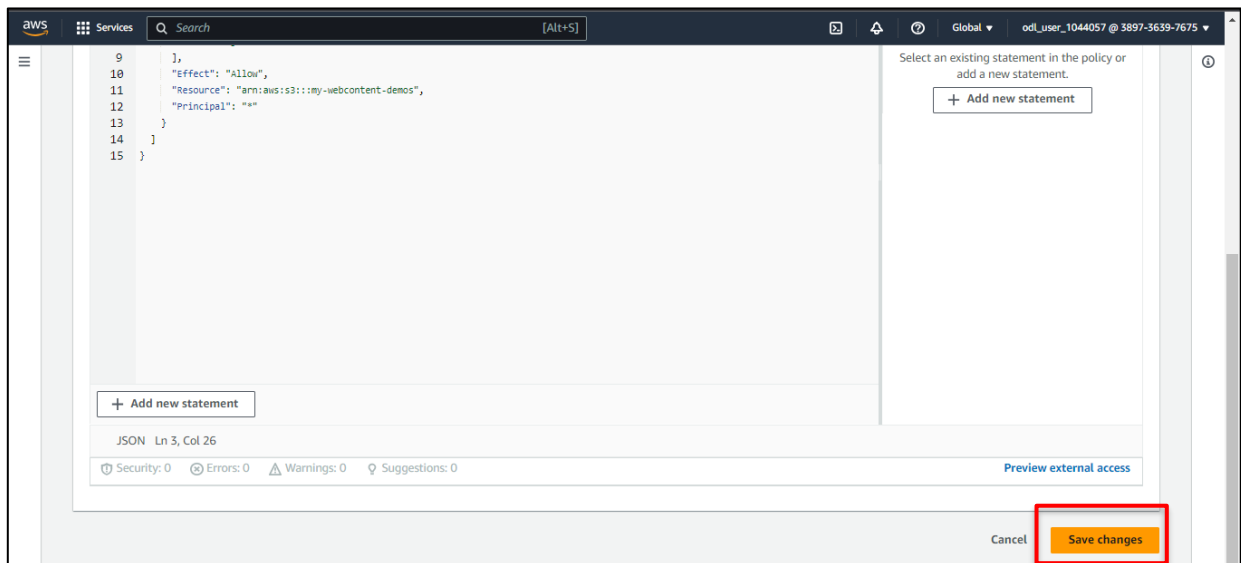 aws Services Search [Alt+S] Global odl_user_1044057 @ 3897-3639-7675
9 ],
10 "Effect": "Allow",
11 "Resource": "arn:aws:s3:::my-webcontent-demos",
12 "Principal": "*"
13 }
14 ]
15 }
Select an existing statement in the policy or
add a new statement.
+ Add new statement
+ Add new statement
JSON Ln 3, Col 26
Security: 0 Errors: 0 Warnings: 0 Suggestions: 0 Preview external access
Cancel Save changes